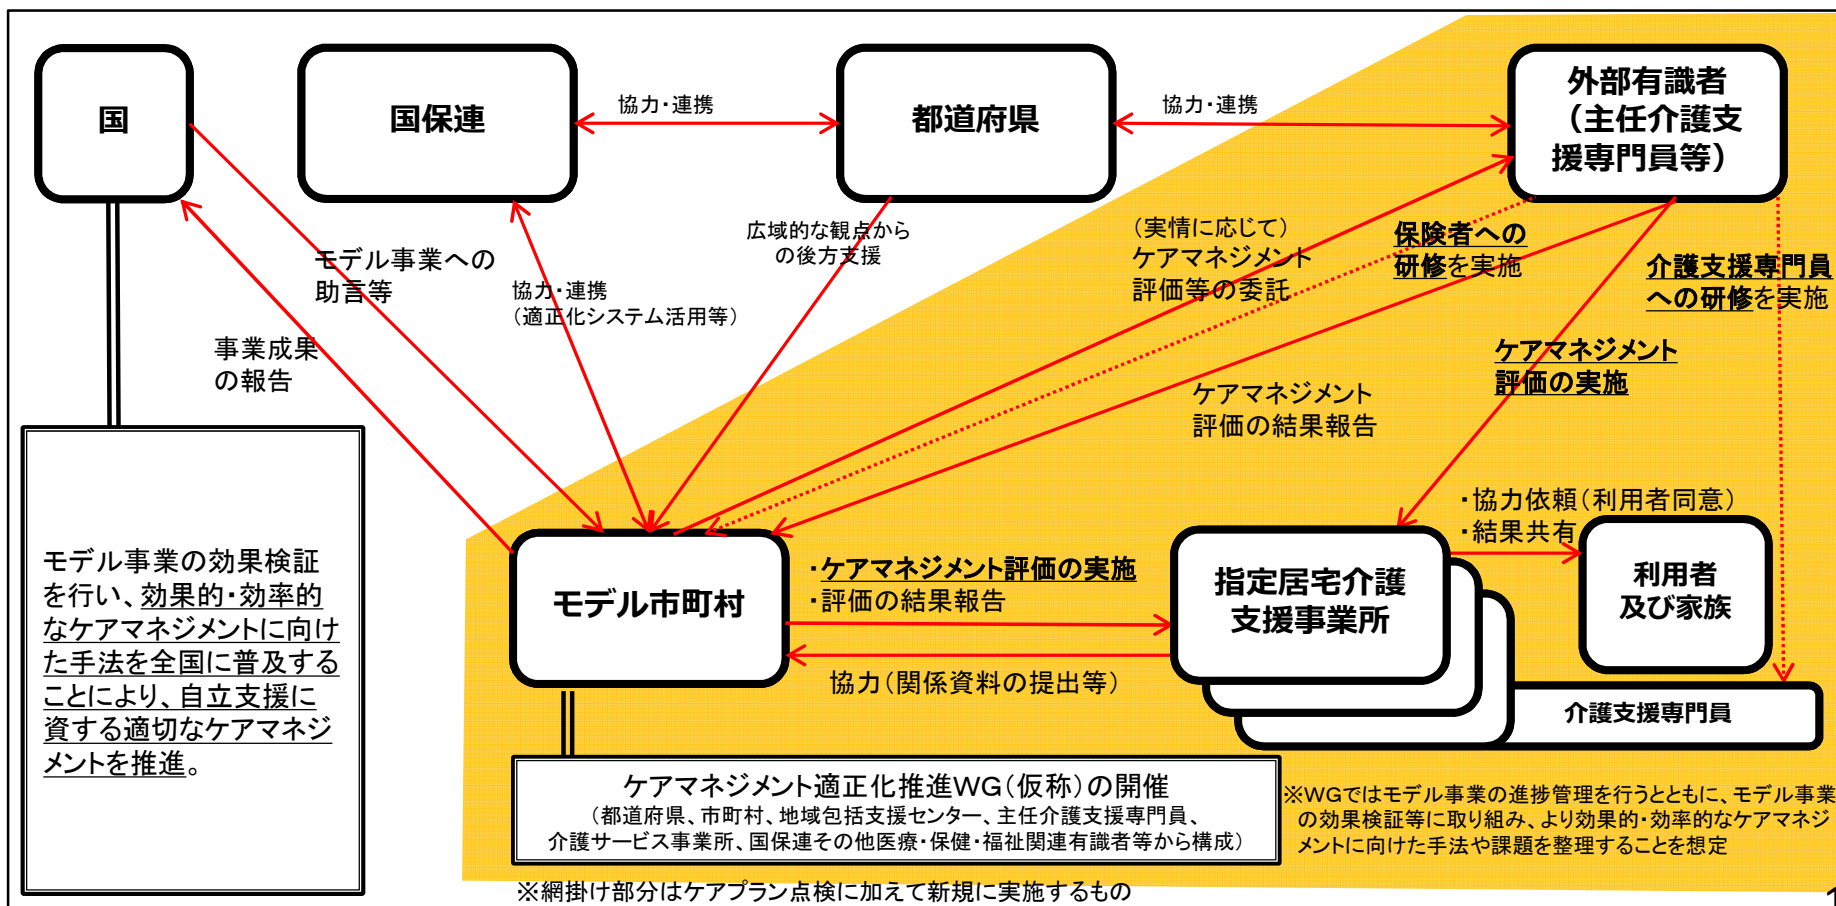 国
国保連
協力・連携
都道府県
協力・連携
外部有識者
（主任介護支
援専門員等）
モデル事業への
助言等
事業成果
の報告
協力・連携
（適正化システム活用等）
広域的な観点から
の後方支援
（実情に応じて）
ケアマネジメント
評価等の委託
保険者への
研修を実施
介護支援専門員
への研修を実施
ケアマネジメント
評価の実施
ケアマネジメント
評価の結果報告
モデル事業の効果検証
を行い、効果的・効率的
なケアマネジメントに向け
た手法を全国に普及する
ことにより、自立支援に
資する適切なケアマネジ
メントを推進。
モデル市町村
・ケアマネジメント評価の実施
・評価の結果報告
協力（関係資料の提出等）
指定居宅介護
支援事業所
・協力依頼（利用者同意）
・結果共有
利用者
及び家族
介護支援専門員
ケアマネジメント適正化推進ＷＧ（仮称）の開催
（都道府県、市町村、地域包括支援センター、主任介護支援専門員、
介護サービス事業所、国保連その他医療・保健・福祉関連有識者等から構成）
※ＷＧではモデル事業の進捗管理を行うとともに、モデル事業
の効果検証等に取り組み、より効果的・効率的なケアマネジ
メントに向けた手法や課題を整理することを想定
※網掛け部分はケアプラン点検に加えて新規に実施するもの